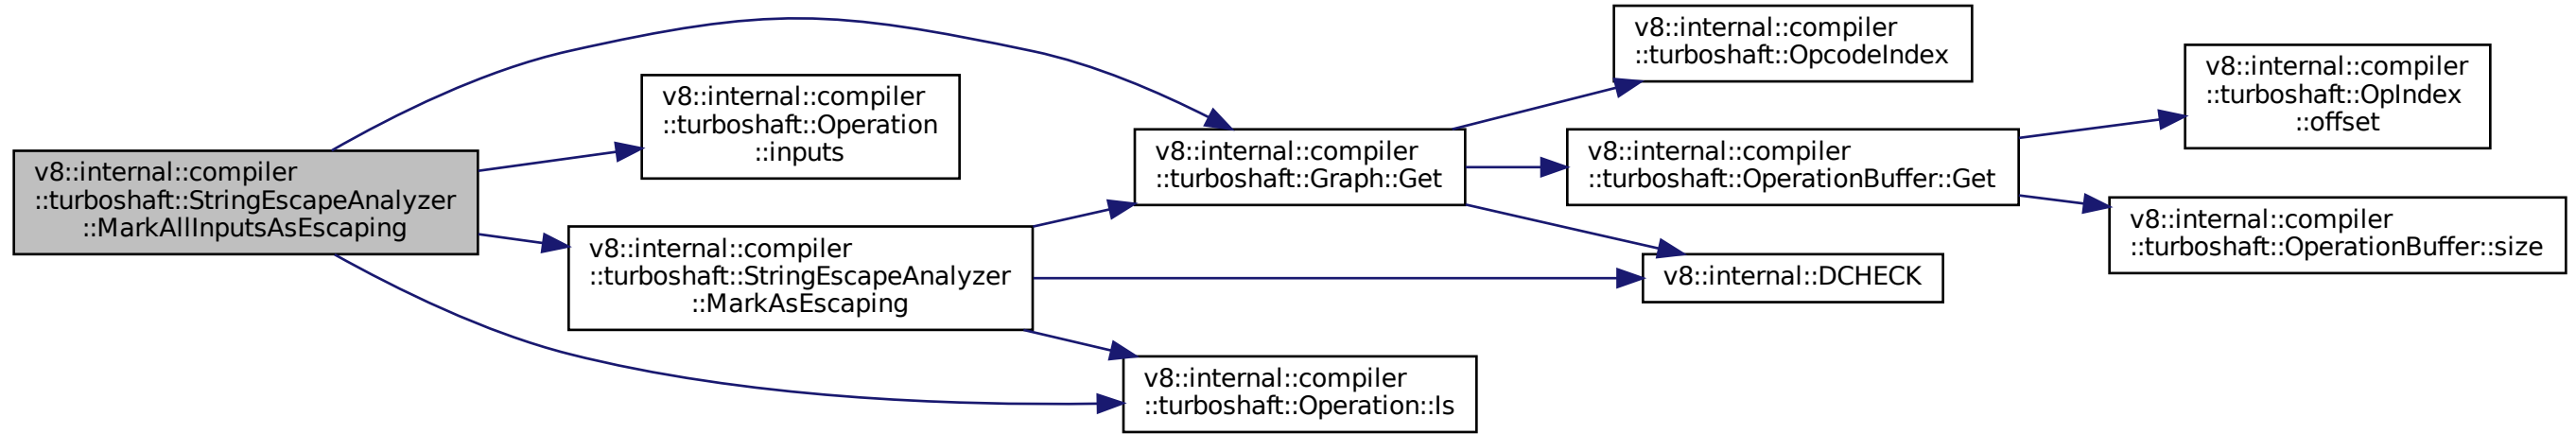 v8::internal::compiler
::turboshaft::StringEscapeAnalyzer
::MarkAllInputsAsEscaping
v8::internal::compiler
::turboshaft::Operation
::inputs
v8::internal::compiler
::turboshaft::StringEscapeAnalyzer
::MarkAsEscaping
v8::internal::compiler
::turboshaft::Graph::Get
v8::internal::compiler
::turboshaft::Operation::Is
v8::internal::compiler
::turboshaft::OpcodeIndex
v8::internal::compiler
::turboshaft::OperationBuffer::Get
v8::internal::DCHECK
v8::internal::compiler
::turboshaft::OpIndex
::offset
v8::internal::compiler
::turboshaft::OperationBuffer::size